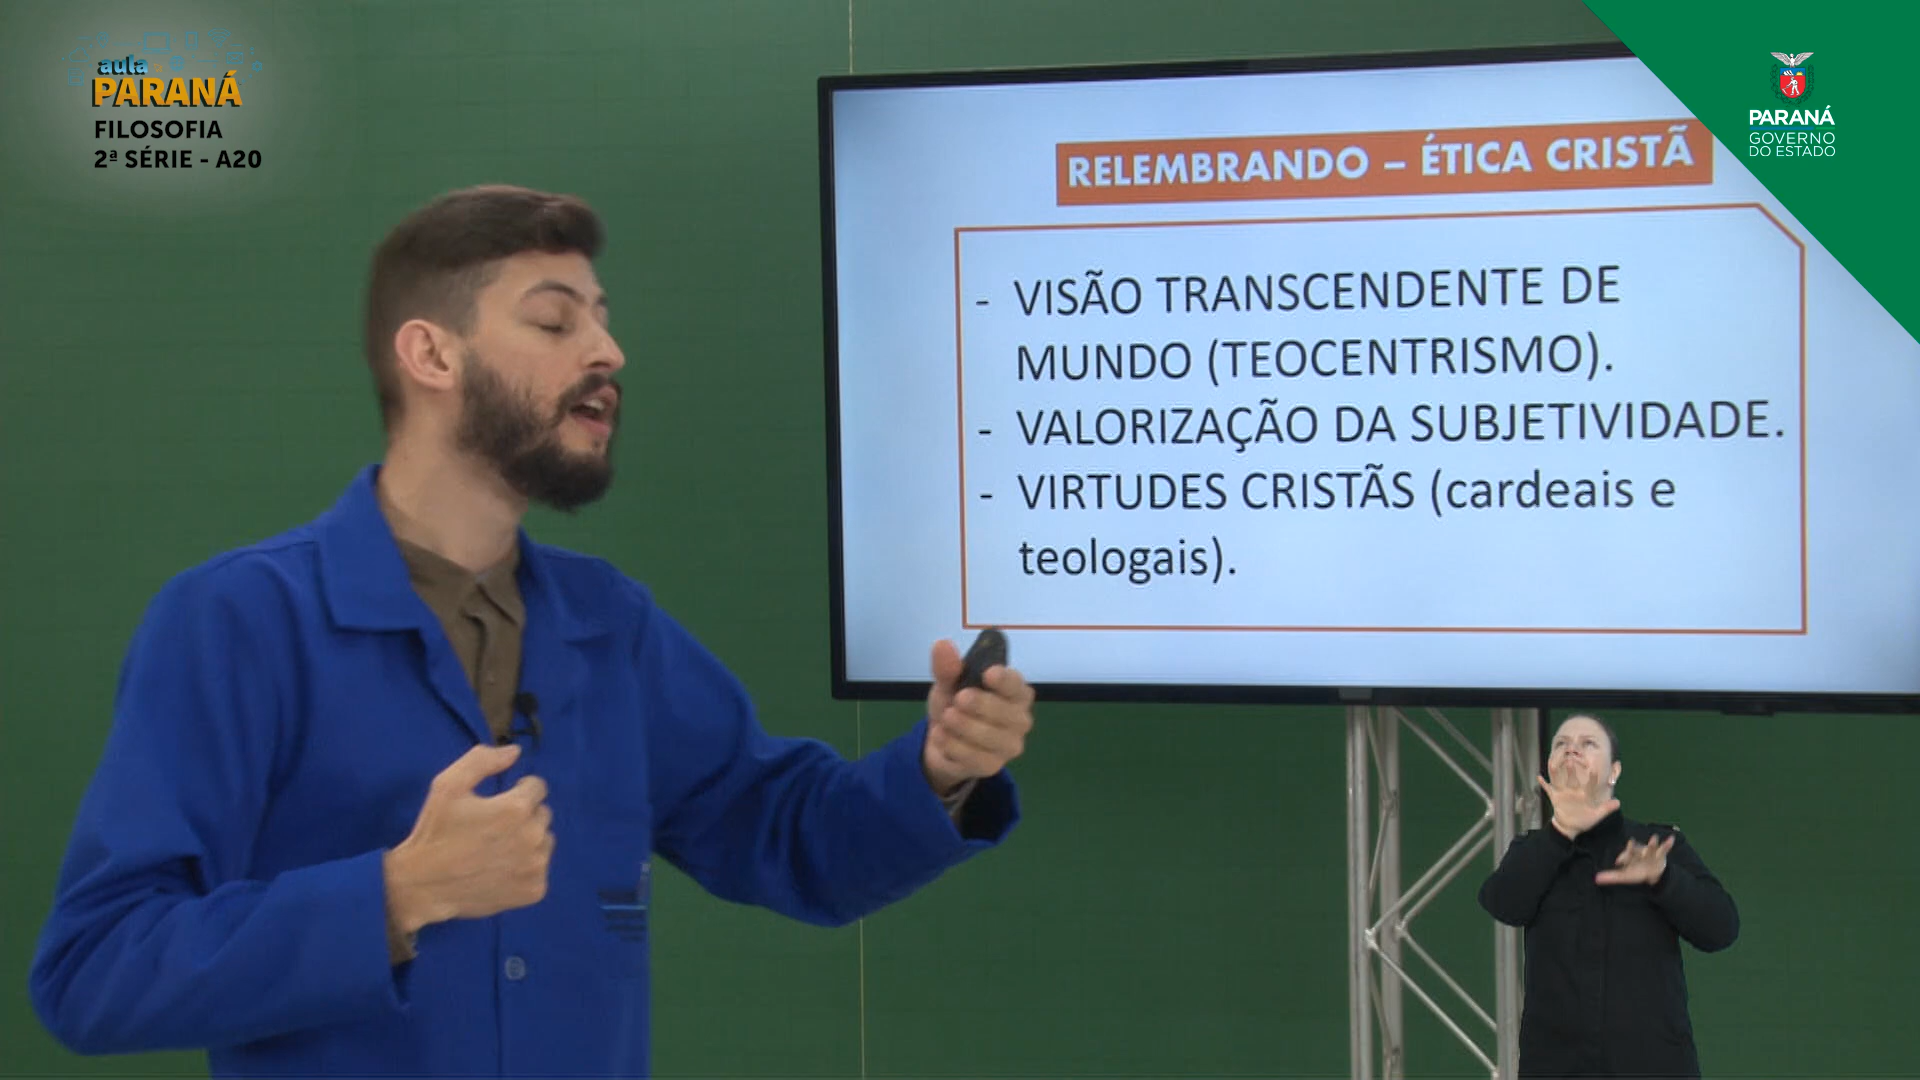 aula
PARANÁ
FILOSOFIA
2ª SÉRIE - A20
PARANÁ
GOVERNO
DO ESTADO
RELEMBRANDO – ÉTICA CRISTÃ
- VISÃO TRANSCENDENTE DE
MUNDO (TEOCENTRISMO).
- VALORIZAÇÃO DA SUBJETIVIDADE.
- VIRTUDES CRISTÃS (cardeais e
teologais).